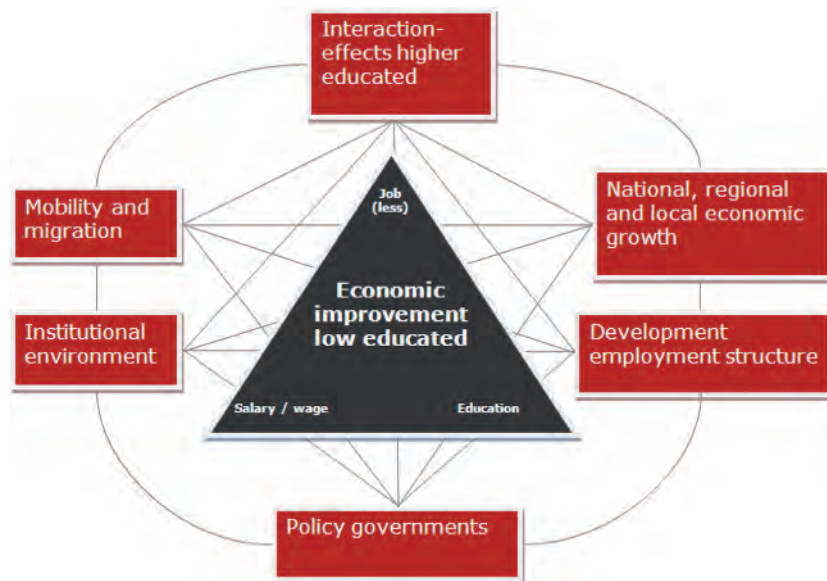 Interaction-
effects higher
educated
Mobility and
migration
National, regional
and local economic
growth
Job
(less)
Economic
improvement
low educated
Institutional
environment
Development
employment structure
Salary / wage
Education
Policy governments